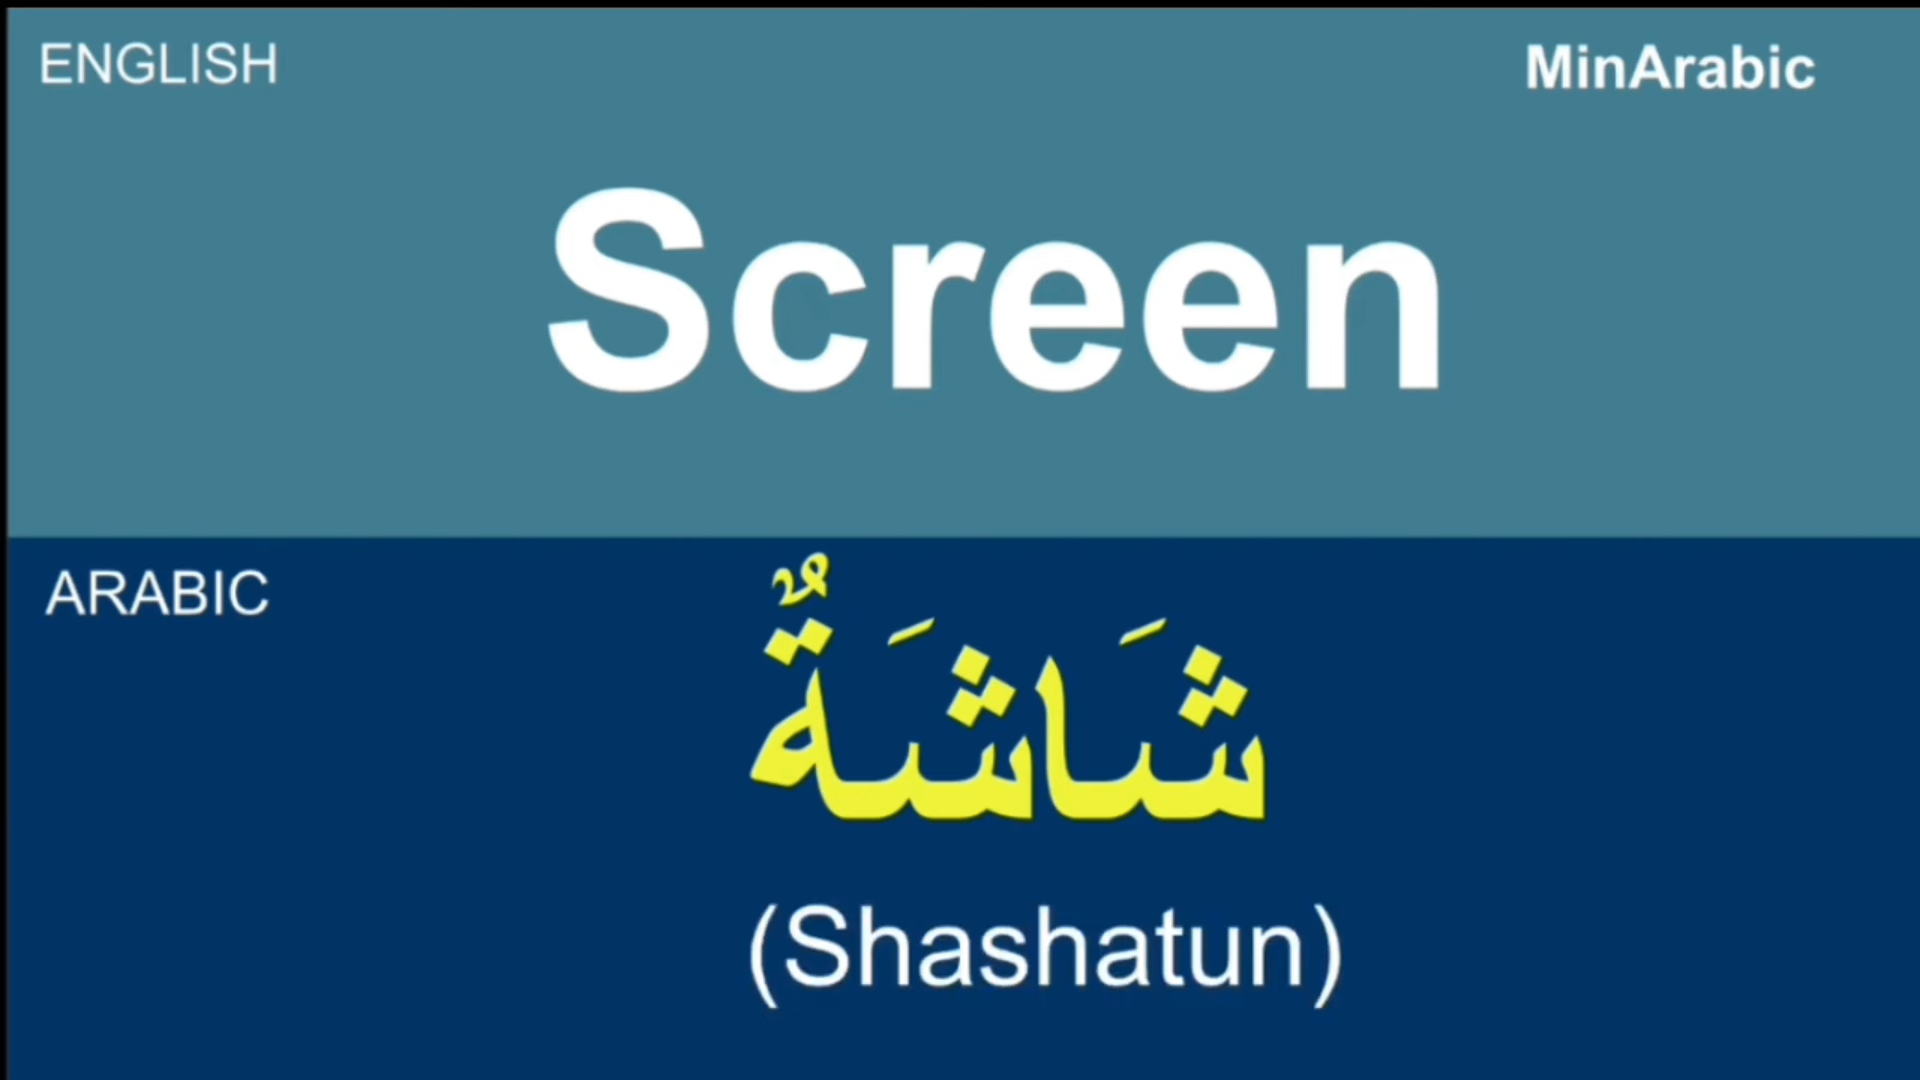 ENGLISH
MinArabic
Screen
ARABIC
شَاشَةٌ
(Shashatun)